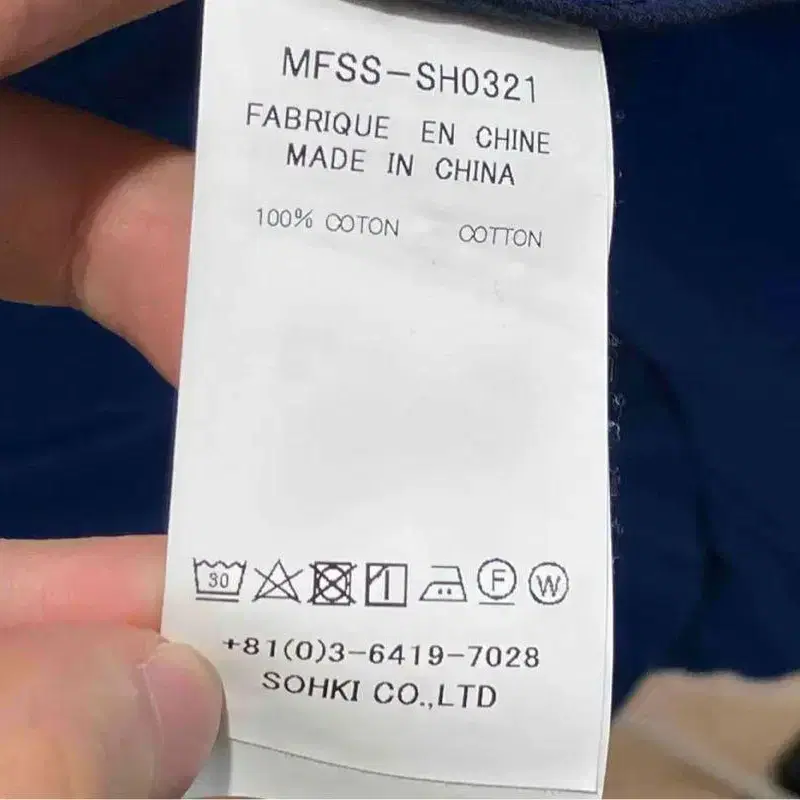 MFSS-SH0321
FABRIQUE EN CHINE
MADE IN CHINA
100% COTON COTTON
30 F W
+81(0)3-6419-7028
SOHKI CO.,LTD